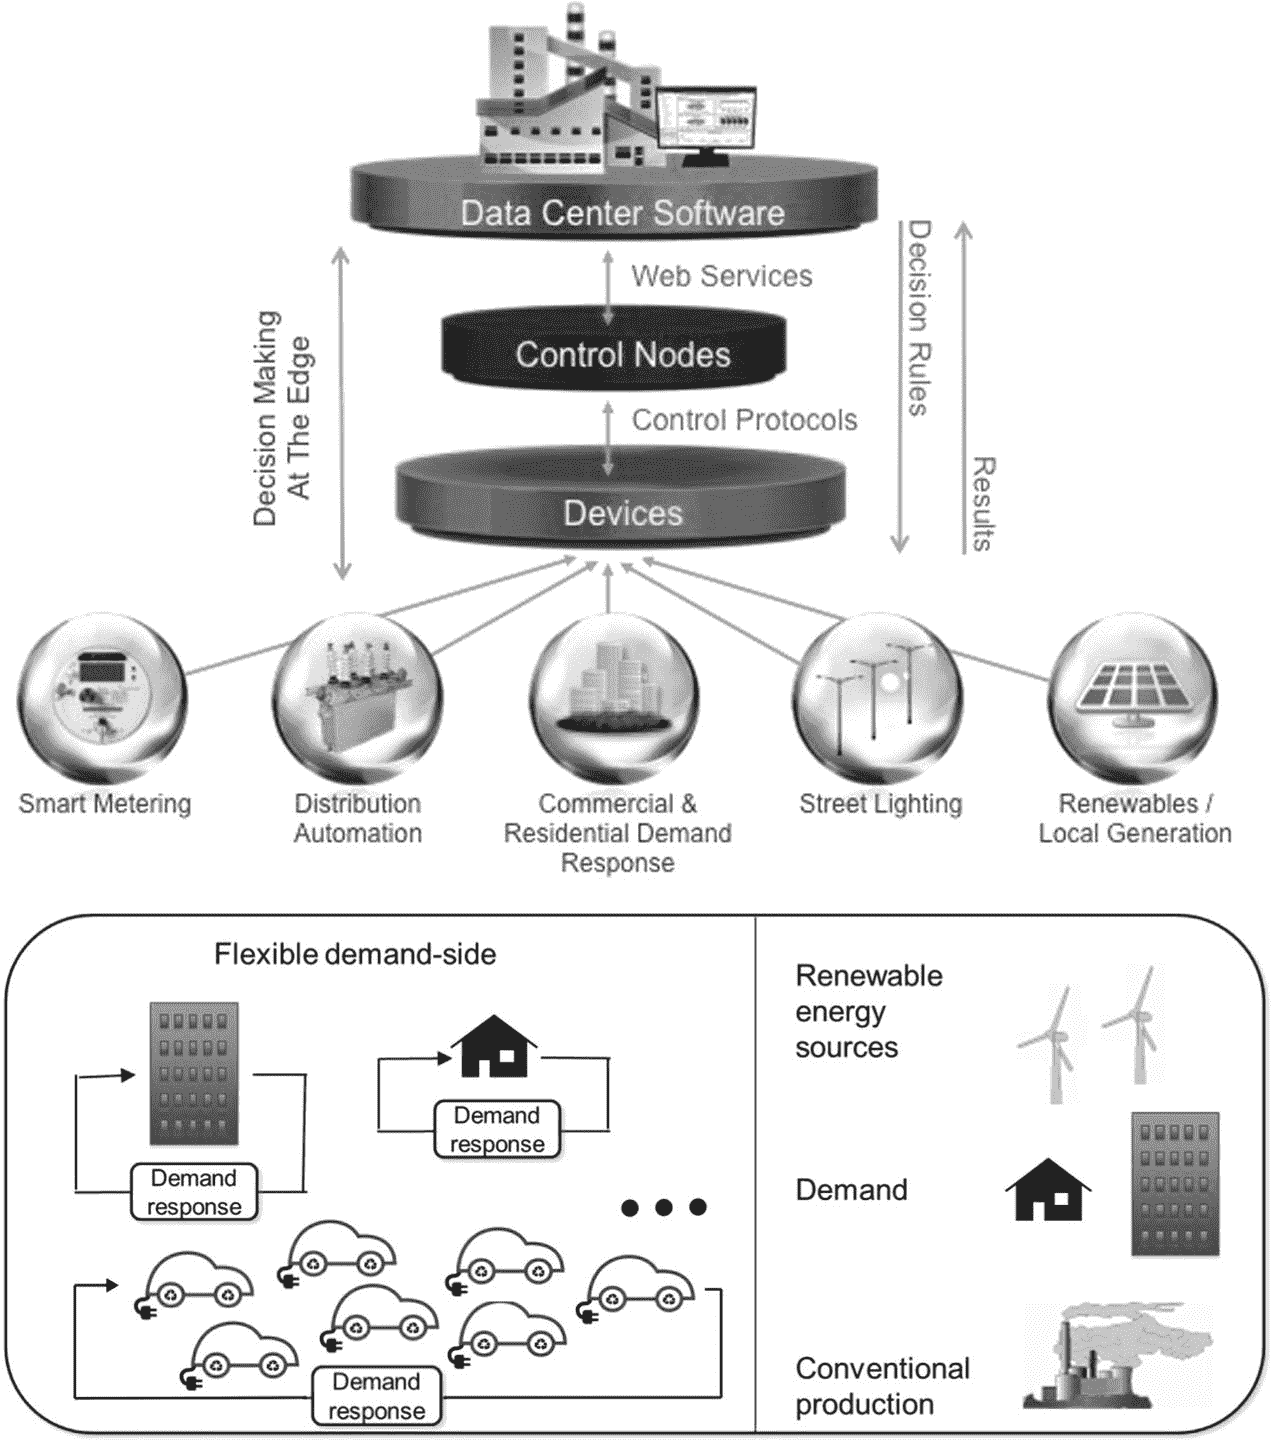 Data Center Software
Web Services
Control Nodes
Control Protocols
Devices
Decision Making
At The Edge
Decision Rules
Results
Smart Metering
Distribution
Automation
Commercial &
Residential Demand
Response
Street Lighting
Renewables /
Local Generation
Flexible demand-side
Demand
response
Demand
response
Demand
response
Renewable
energy
sources
Demand
Conventional
production